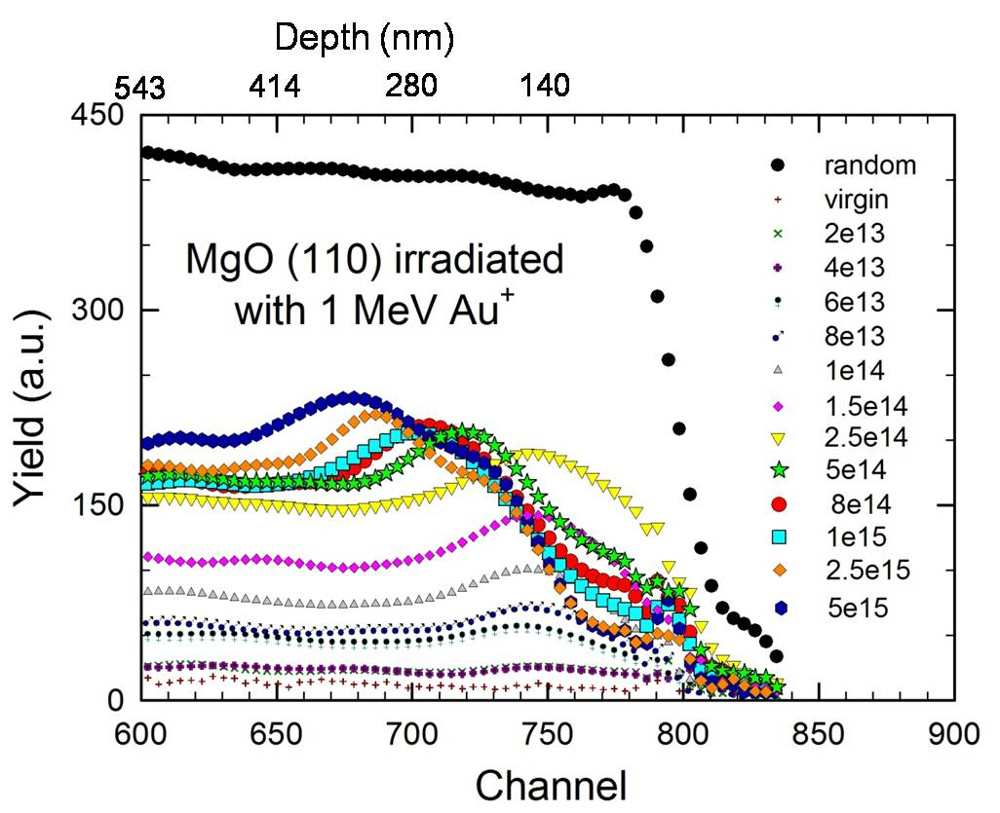 Depth (nm)
543 414 280 140
450
300
150
0
Yield (a.u.)
MgO (110) irradiated
with 1 MeV Au+
random
virgin
2e13
4e13
6e13
8e13
1e14
1.5e14
2.5e14
5e14
8e14
1e15
2.5e15
5e15
600 650 700 750 800 850 900
Channel